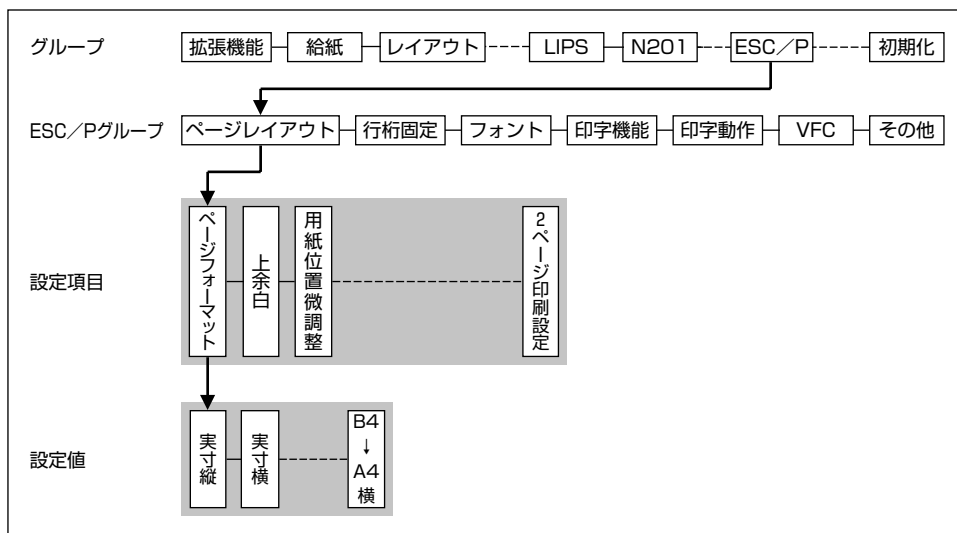 グループ 拡張機能 給紙 レイアウト LIPS N201 ESC／P 初期化
ESC／Pグループ ページレイアウト 行桁固定 フォント 印字機能 印字動作 VFC その他
設定項目 ページフォーマット 上余白 用紙位置微調整 2ページ印刷設定
設定値 実寸縦 実寸横 B4→A4横